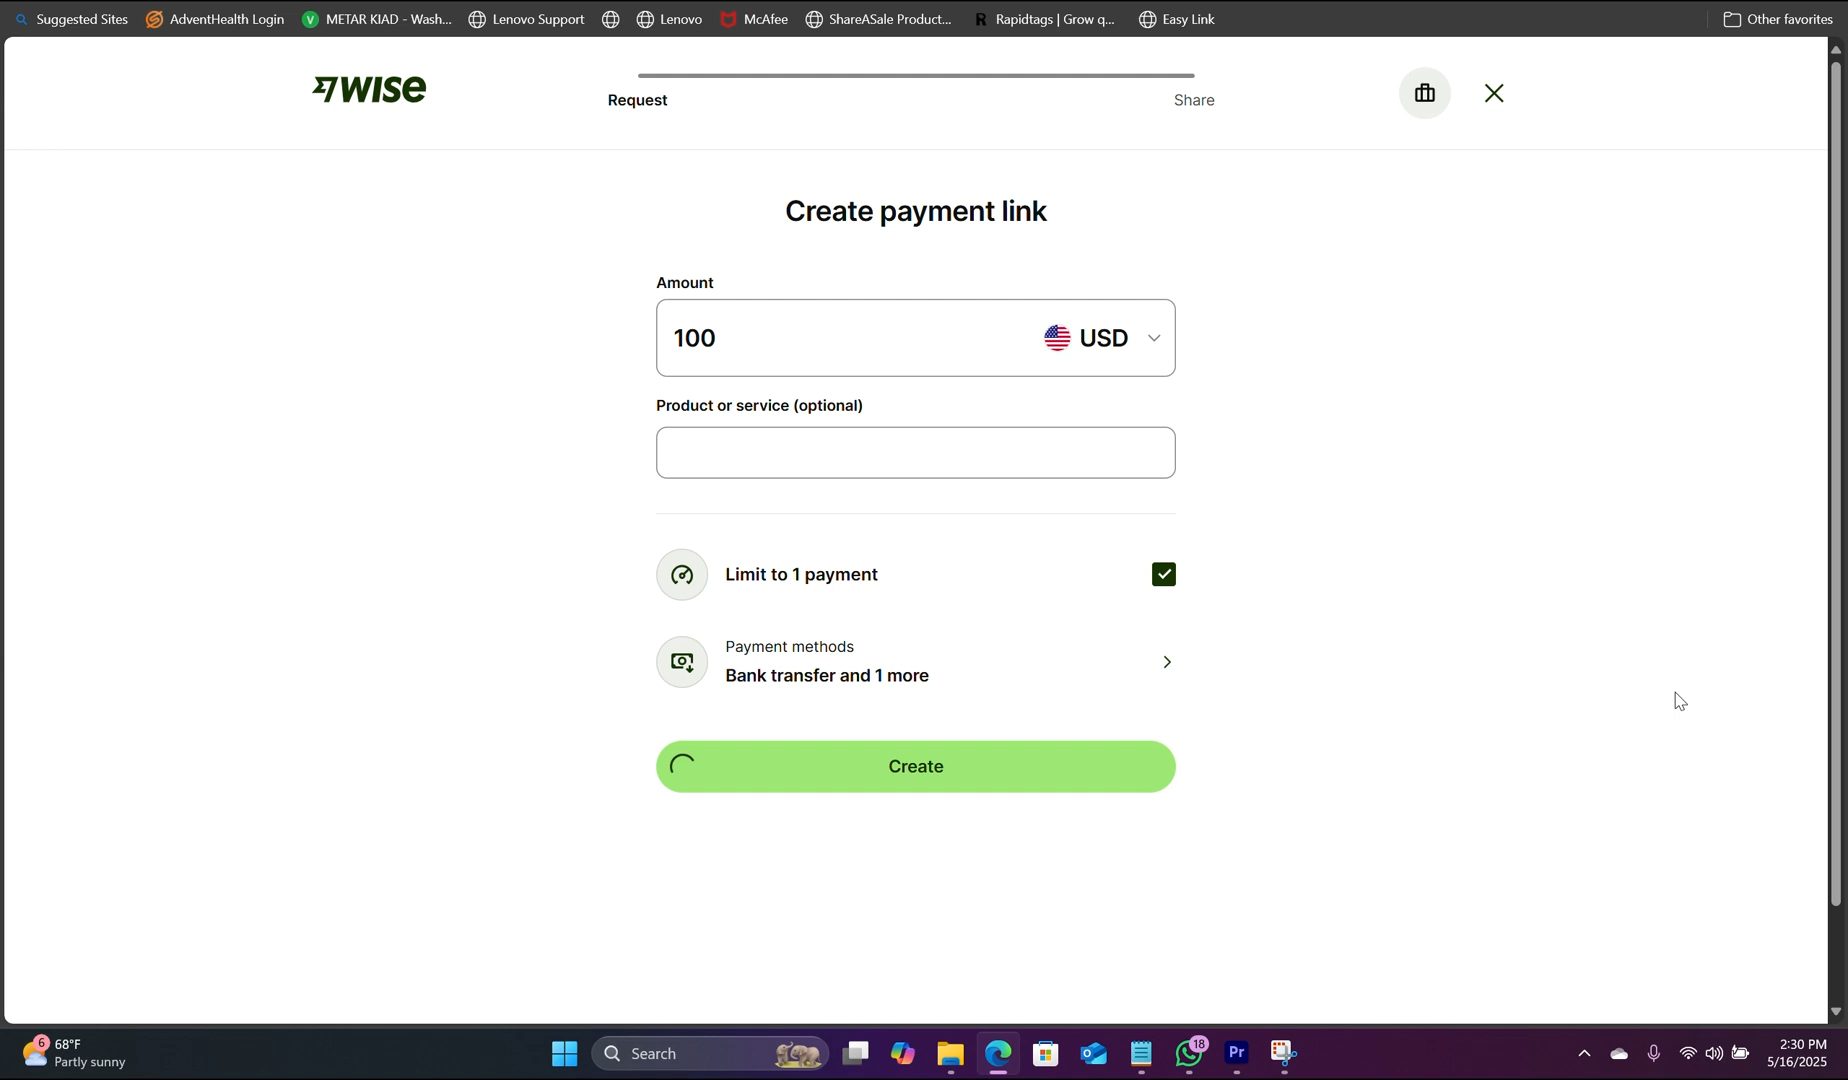 Suggested Sites
AdventHealth Login
V
METAR KIAD - Wash...
Lenovo Support
Lenovo
McAfee
ShareASale Product...
R
Rapidtags | Grow q...
Easy Link
Other favorites
WISE
Request
Share
Create payment link
Amount
100
USD
Product or service (optional)
Limit to 1 payment
Payment methods
Bank transfer and 1 more
Create
6
68°F
Partly sunny
Search
18
Pr
2:30 PM
5/16/2025